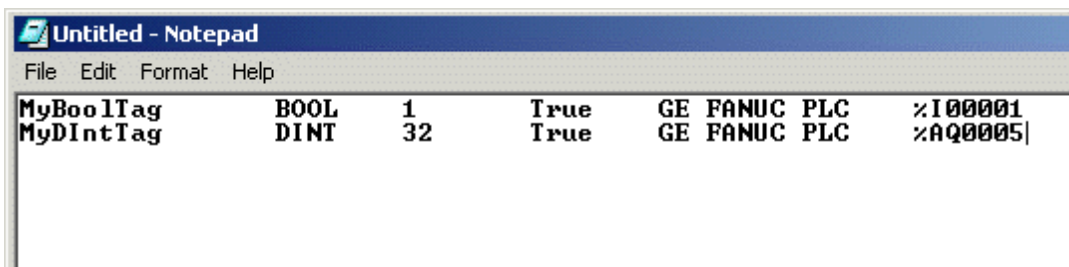 Untitled - Notepad
File Edit Format Help
MyBoolTag BOOL 1 True GE FANUC PLC %I00001
MyDIntTag DINT 32 True GE FANUC PLC %AQ0005